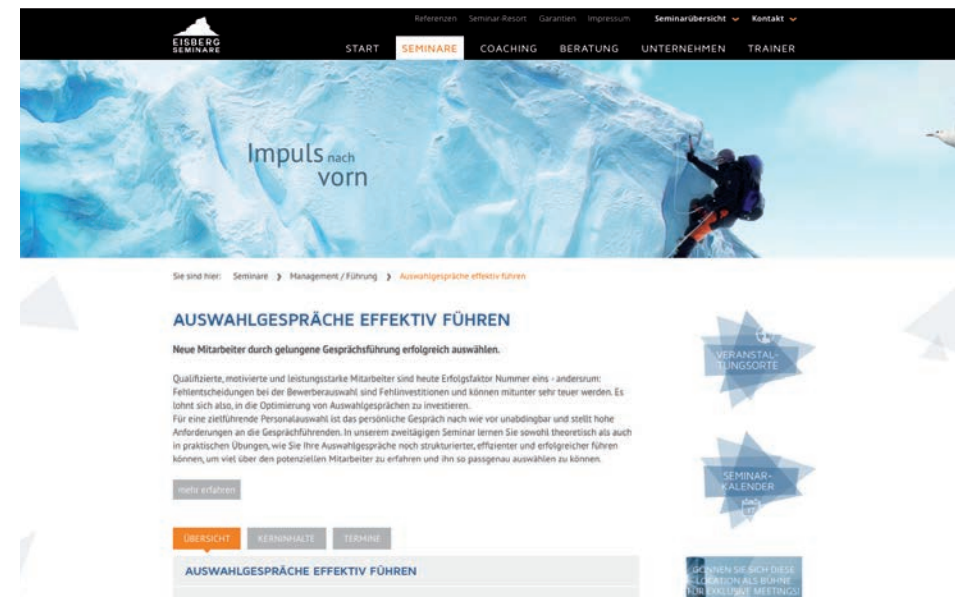 Referenzen Seminar-Resort Garantien Impressum Seminarübersicht Kontakt
EISBERG
SEMINARE
START SEMINARE COACHING BERATUNG UNTERNEHMEN TRAINER
Impuls nach
vorn
Sie sind hier: Seminare ❯ Management / Führung ❯ Auswahlgespräche effektiv führen
AUSWAHLGESPRÄCHE EFFEKTIV FÜHREN
Neue Mitarbeiter durch gelungene Gesprächsführung erfolgreich auswählen.
Qualifizierte, motivierte und leistungsstarke Mitarbeiter sind heute Erfolgsfaktor Nummer eins - andersrum:
Fehlentscheidungen bei der Bewerberauswahl sind Fehlinvestitionen und können mitunter sehr teuer werden. Es
lohnt sich also, in die Optimierung von Auswahlgesprächen zu investieren.
Für eine zielführende Personalauswahl ist das persönliche Gespräch nach wie vor unabdingbar und stellt hohe
Anforderungen an die Gesprächführenden. In unserem zweitägigen Seminar lernen Sie sowohl theoretisch als auch
in praktischen Übungen, wie Sie Ihre Auswahlgespräche noch strukturierter, effizienter und erfolgreicher führen
können, um viel über den potenziellen Mitarbeiter zu erfahren und ihn so passgenau auswählen zu können.
mehr erfahren
ÜBERSICHT KERNINHALTE TERMINE
AUSWAHLGESPRÄCHE EFFEKTIV FÜHREN
VERANSTAL-
TUNGSORTE
SEMINAR-
KALENDER
GÖNNEN SIE SICH DIESE
LOCATION ALS BÜHNE
FÜR EXKLUSIVE MEETINGS!